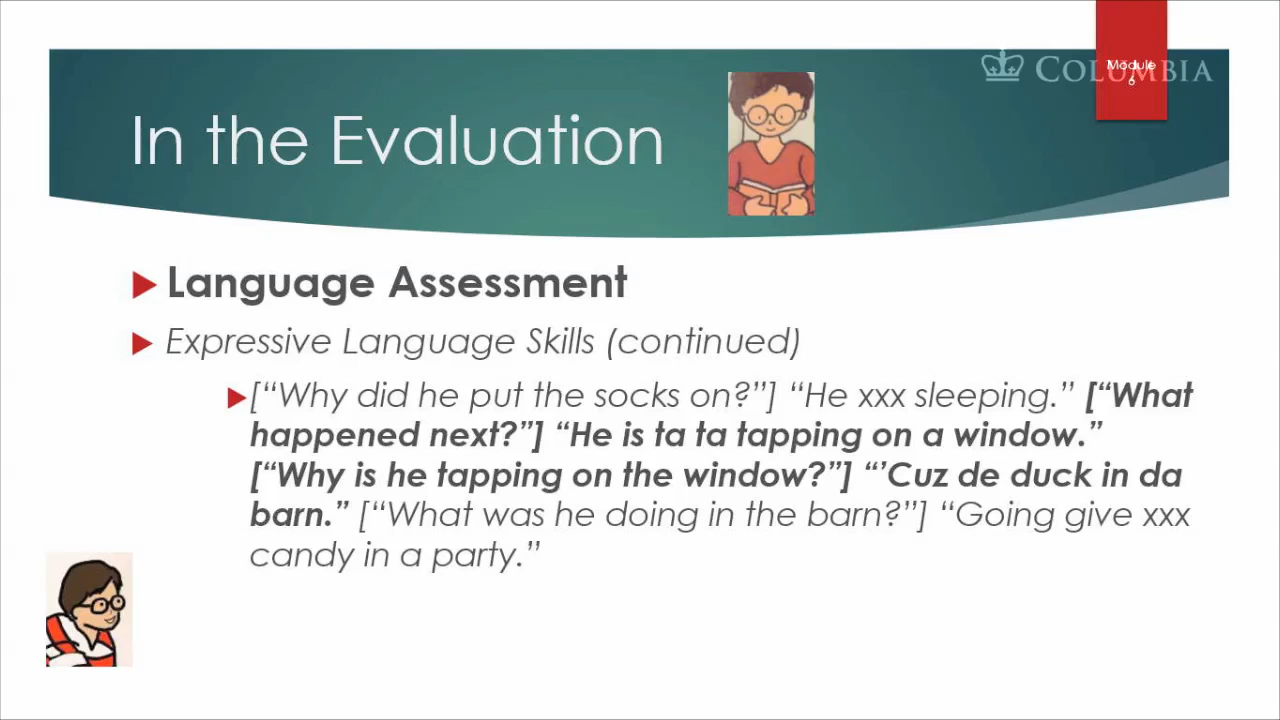 COLUMBIA
Module
6
In the Evaluation
Language Assessment
Expressive Language Skills (continued)
[“Why did he put the socks on?”] “He xxx sleeping.” [“What
happened next?”] “He is ta ta tapping on a window.”
[“Why is he tapping on the window?”] “’Cuz de duck in da
barn.” [“What was he doing in the barn?”] “Going give xxx
candy in a party.”